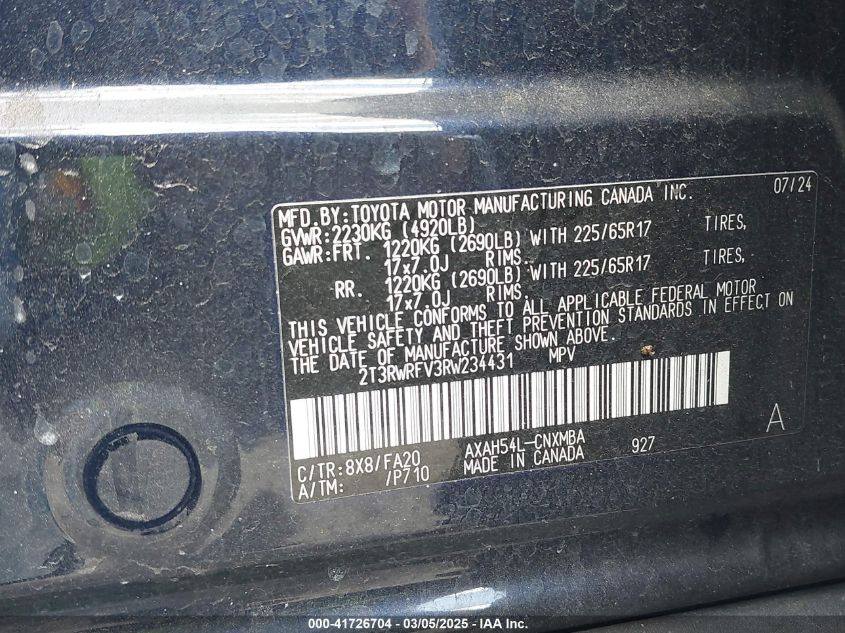 MFD.BY:TOYOTA MOTOR MANUFACTURING CANADA INC. 07/24
GVWR:2230KG (4920LB)
GAWR:FRT. 1220KG (2690LB) WITH 225/65R17 TIRES,
17x7.0J RIMS.
RR. 1220KG (2690LB) WITH 225/65R17 TIRES,
17x7.0J RIMS.
THIS VEHICLE CONFORMS TO ALL APPLICABLE FEDERAL MOTOR
VEHICLE SAFETY AND THEFT PREVENTION STANDARDS IN EFFECT ON
THE DATE OF MANUFACTURE SHOWN ABOVE.
2T3RWRFV3RW234431 MPV
C/TR:8X8/FA20 AXAH54L-CNXMBA 927 A
A/TM: /P710 MADE IN CANADA
000-41726704 - 03/05/2025 - IAA Inc.